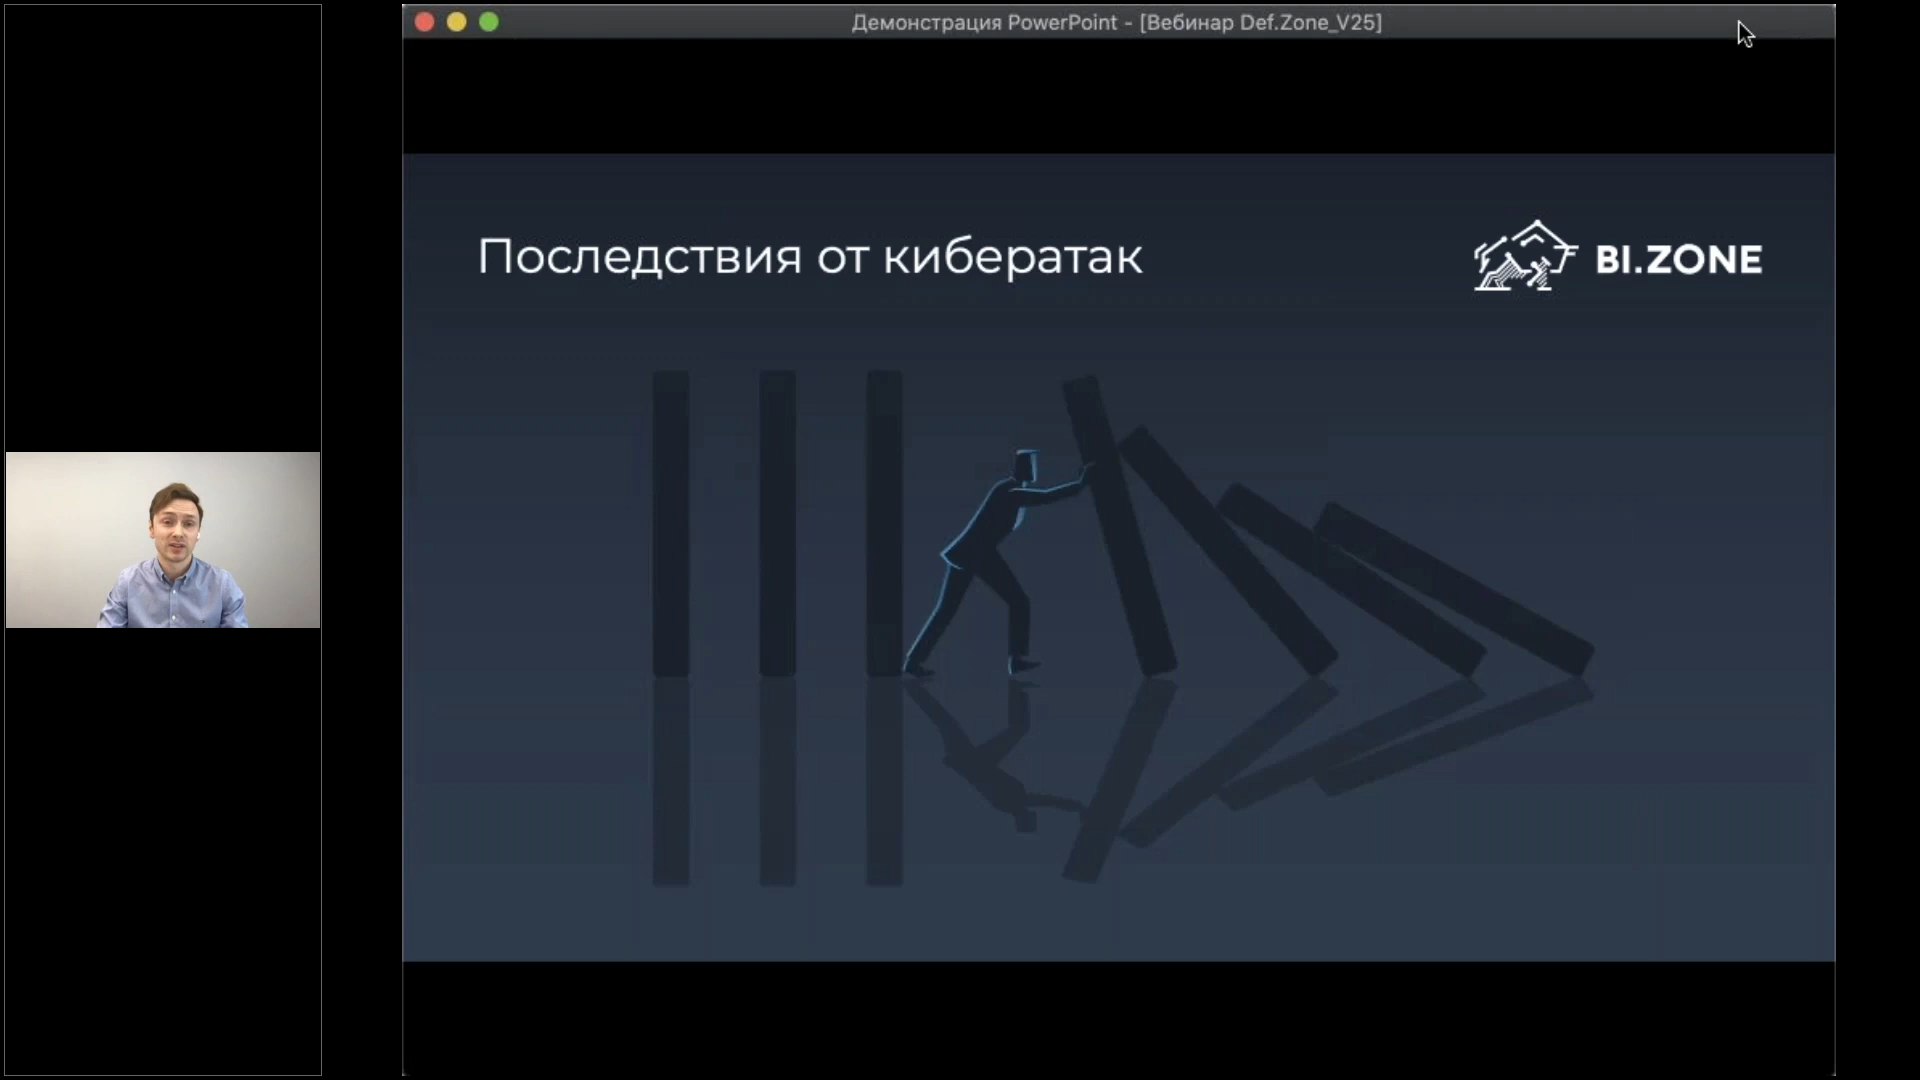 Демонстрация PowerPoint - [Вебинар Def.Zone_V25]
Последствия от кибератак
BI.ZONE